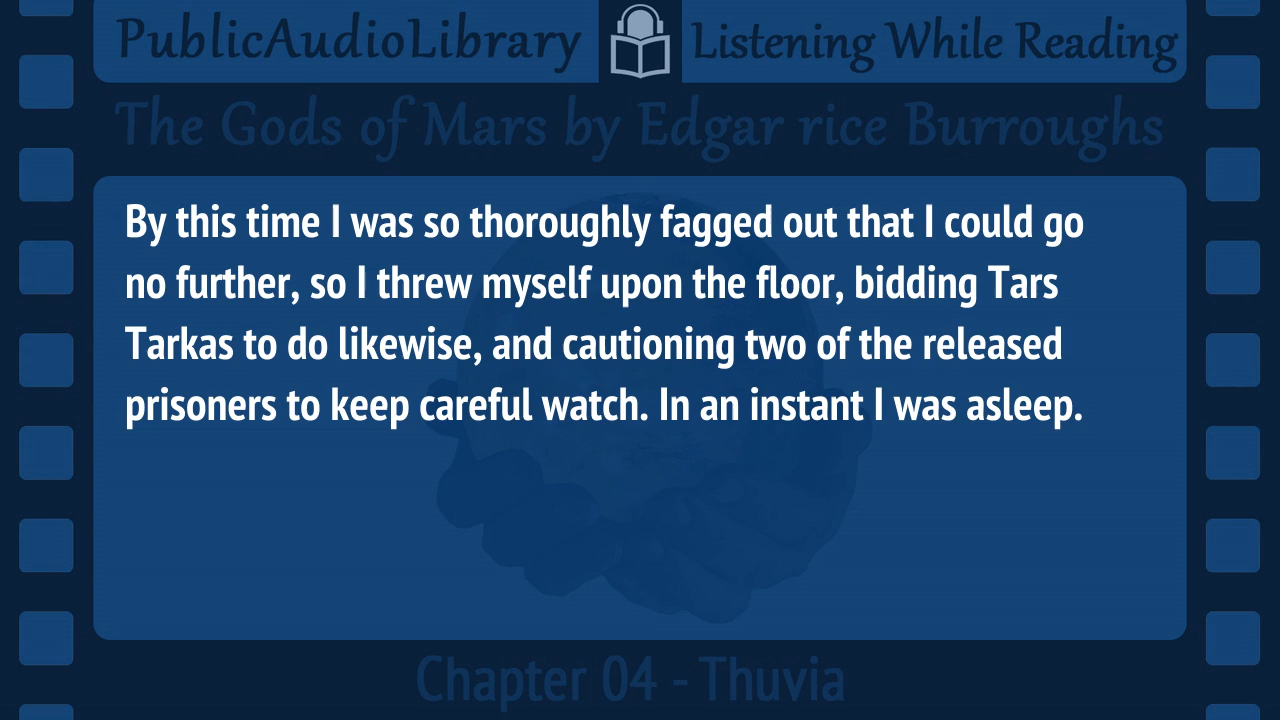 PublicAudioLibrary Listening While Reading
The Gods of Mars by Edgar rice Burroughs
By this time I was so thoroughly fagged out that I could go
no further, so I threw myself upon the floor, bidding Tars
Tarkas to do likewise, and cautioning two of the released
prisoners to keep careful watch. In an instant I was asleep.
Chapter 04 - Thuvia